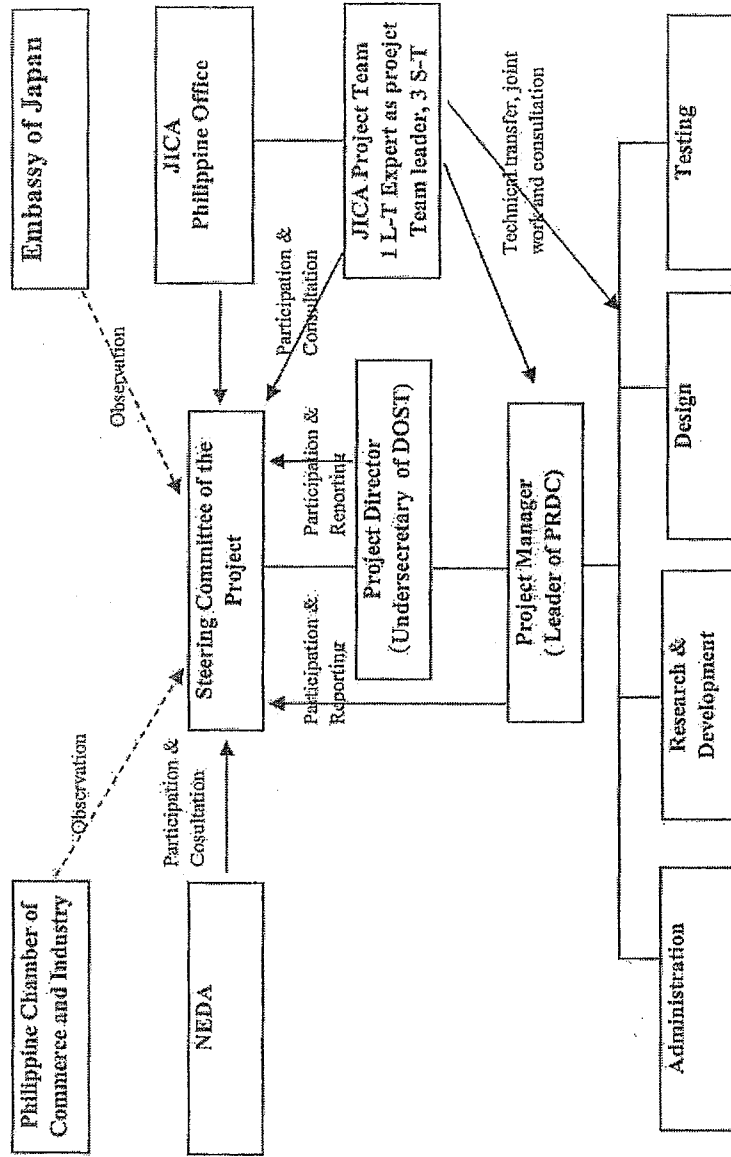 Philippine Chamber of
Commerce and Industry
Embassy of Japan
Observation
Observation
NEDA
Participation &
Cosultation
Steering Committee of the
Project
JICA
Philippine Office
Participation &
Reporting
Participation &
Reporting
Participation &
Consultation
Project Director
(Undersecretary of DOST)
JICA Project Team
1 L-T Expert as proejct
Team leader, 3 S-T
Project Manager
( Leader of PRDC)
Technical transfer, joint
work and consultation
Administration
Research &
Development
Design
Testing